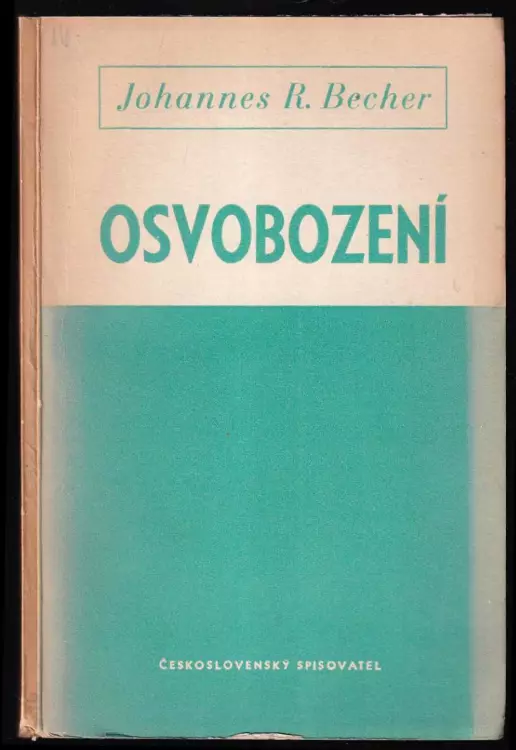 Johannes R. Becher
OSVOBOZENÍ
ČESKOSLOVENSKÝ SPISOVATEL